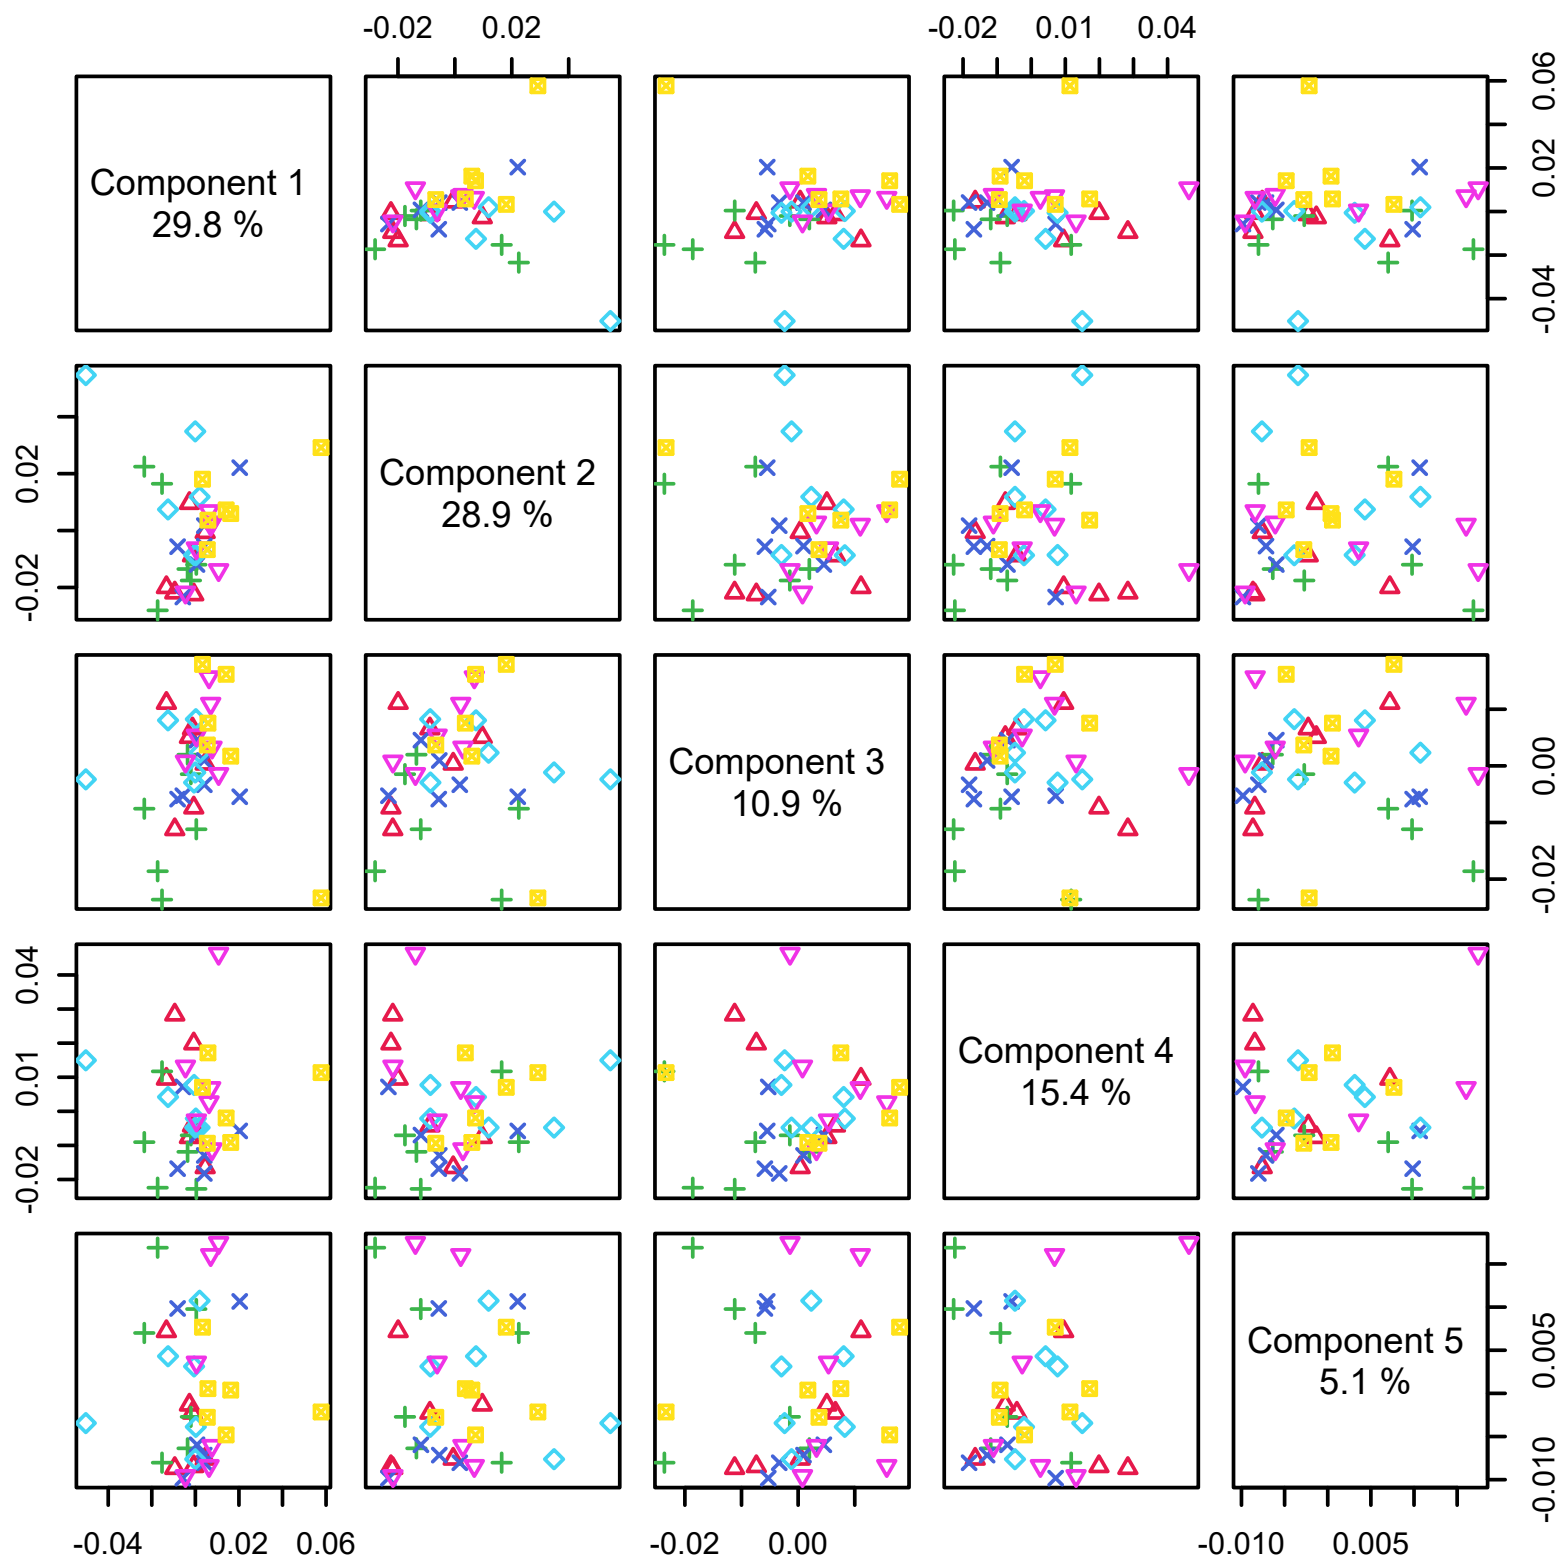 -0.02 0.02 -0.02 0.01 0.04
Component 1
29.8 %
-0.04 0.02 0.06
-0.02 0.02
Component 2
28.9 %
Component 3
10.9 %
-0.02 0.00
-0.02 0.01 0.04
Component 4
15.4 %
Component 5
5.1 %
-0.010 0.005
-0.04 0.02 0.06 -0.02 0.00 -0.010 0.005